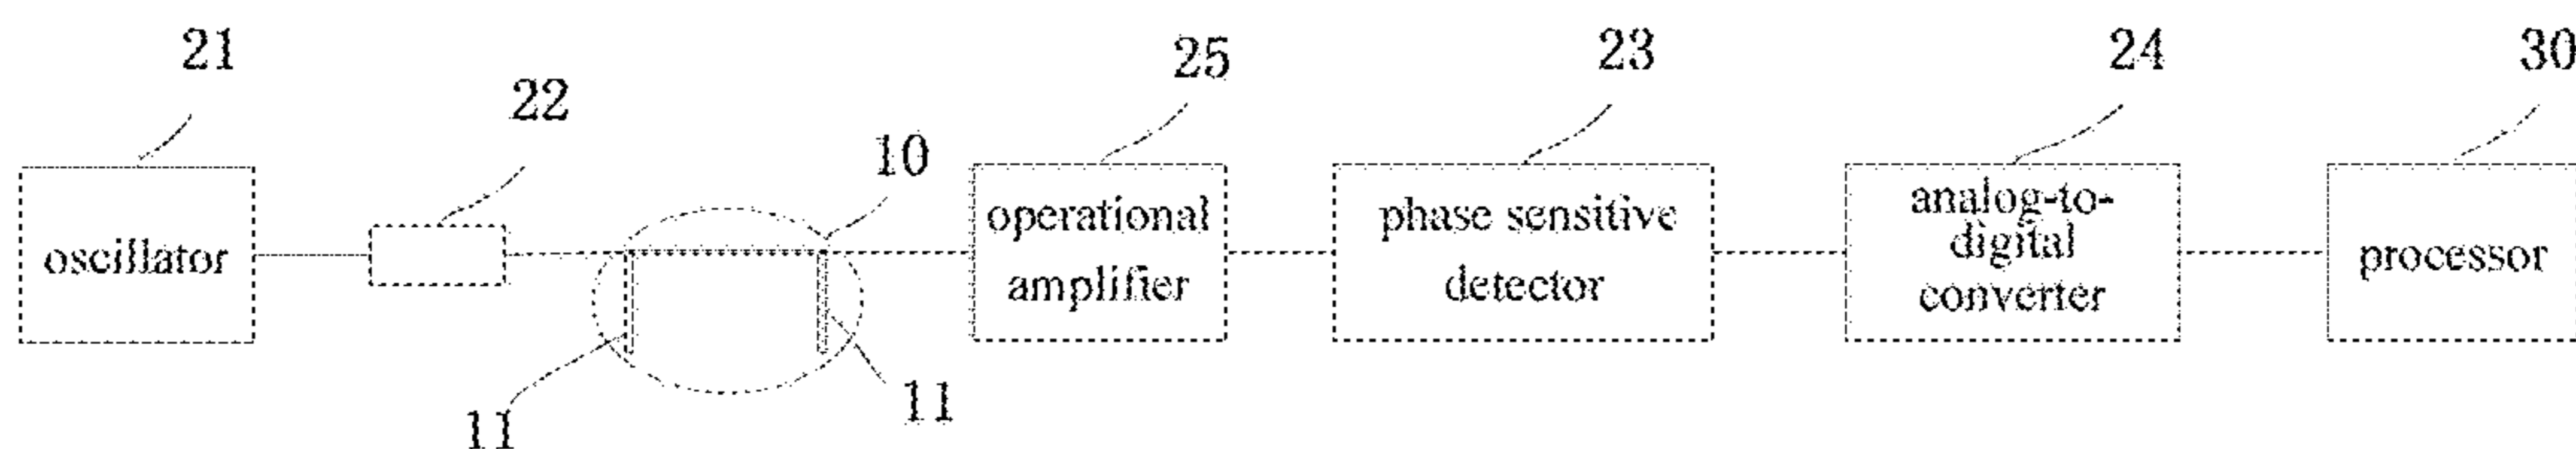 21
22
10
25
23
24
30
oscillator
operational
amplifier
phase sensitive
detector
analog-to-
digital
converter
processor
11
11